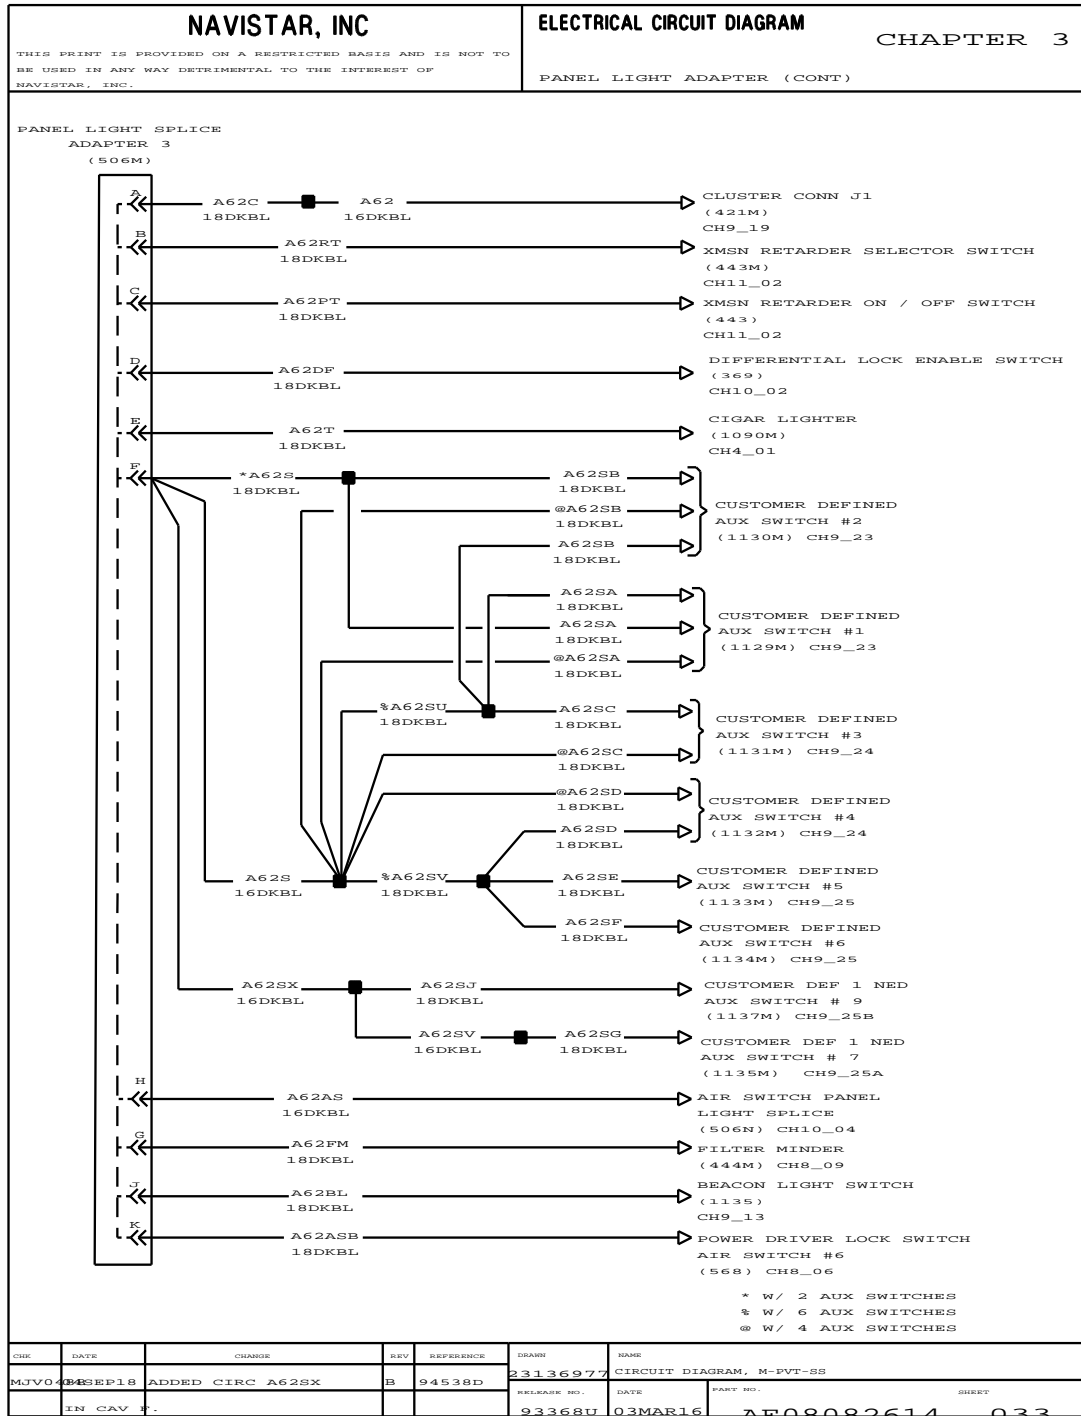 NAVISTAR, INC
THIS PRINT IS PROVIDED ON A RESTRICTED BASIS AND IS NOT TO
BE USED IN ANY WAY DETRIMENTAL TO THE INTEREST OF
NAVISTAR, INC.
ELECTRICAL CIRCUIT DIAGRAM
CHAPTER 3
PANEL LIGHT ADAPTER (CONT)
PANEL LIGHT SPLICE
ADAPTER 3
(506M)
A
A62C
18DKBL
A62
16DKBL
CLUSTER CONN J1
(421M)
CH9_19
B
A62RT
18DKBL
XMSN RETARDER SELECTOR SWITCH
(443M)
CH11_02
C
A62PT
18DKBL
XMSN RETARDER ON / OFF SWITCH
(443)
CH11_02
D
A62DF
18DKBL
DIFFERENTIAL LOCK ENABLE SWITCH
(369)
CH10_02
E
A62T
18DKBL
CIGAR LIGHTER
(1090M)
CH4_01
F
*A62S
18DKBL
A62SB
18DKBL
@A62SB
18DKBL
A62SB
18DKBL
CUSTOMER DEFINED
AUX SWITCH #2
(1130M) CH9_23
A62SA
18DKBL
A62SA
18DKBL
@A62SA
18DKBL
CUSTOMER DEFINED
AUX SWITCH #1
(1129M) CH9_23
%A62SU
18DKBL
A62SC
18DKBL
@A62SC
18DKBL
CUSTOMER DEFINED
AUX SWITCH #3
(1131M) CH9_24
@A62SD
18DKBL
A62SD
18DKBL
CUSTOMER DEFINED
AUX SWITCH #4
(1132M) CH9_24
A62S
16DKBL
%A62SV
18DKBL
A62SE
18DKBL
CUSTOMER DEFINED
AUX SWITCH #5
(1133M) CH9_25
A62SF
18DKBL
CUSTOMER DEFINED
AUX SWITCH #6
(1134M) CH9_25
A62SX
16DKBL
A62SJ
18DKBL
CUSTOMER DEF 1 NED
AUX SWITCH # 9
(1137M) CH9_25B
A62SV
16DKBL
A62SG
18DKBL
CUSTOMER DEF 1 NED
AUX SWITCH # 7
(1135M) CH9_25A
H
A62AS
16DKBL
AIR SWITCH PANEL
LIGHT SPLICE
(506N) CH10_04
G
A62FM
18DKBL
FILTER MINDER
(444M) CH8_09
J
A62BL
18DKBL
BEACON LIGHT SWITCH
(1135)
CH9_13
K
A62ASB
18DKBL
POWER DRIVER LOCK SWITCH
AIR SWITCH #6
(568) CH8_06
* W/ 2 AUX SWITCHES
% W/ 6 AUX SWITCHES
@ W/ 4 AUX SWITCHES
CHK DATE CHANGE REV REFERENCE DRAWN NAME
23136977 CIRCUIT DIAGRAM, M-PVT-SS
ADDED CIRC A62SX B 94538D
RELEASE NO. DATE PART NO. SHEET
IN CAV F.
93368U 03MAR16 AF08082614 033